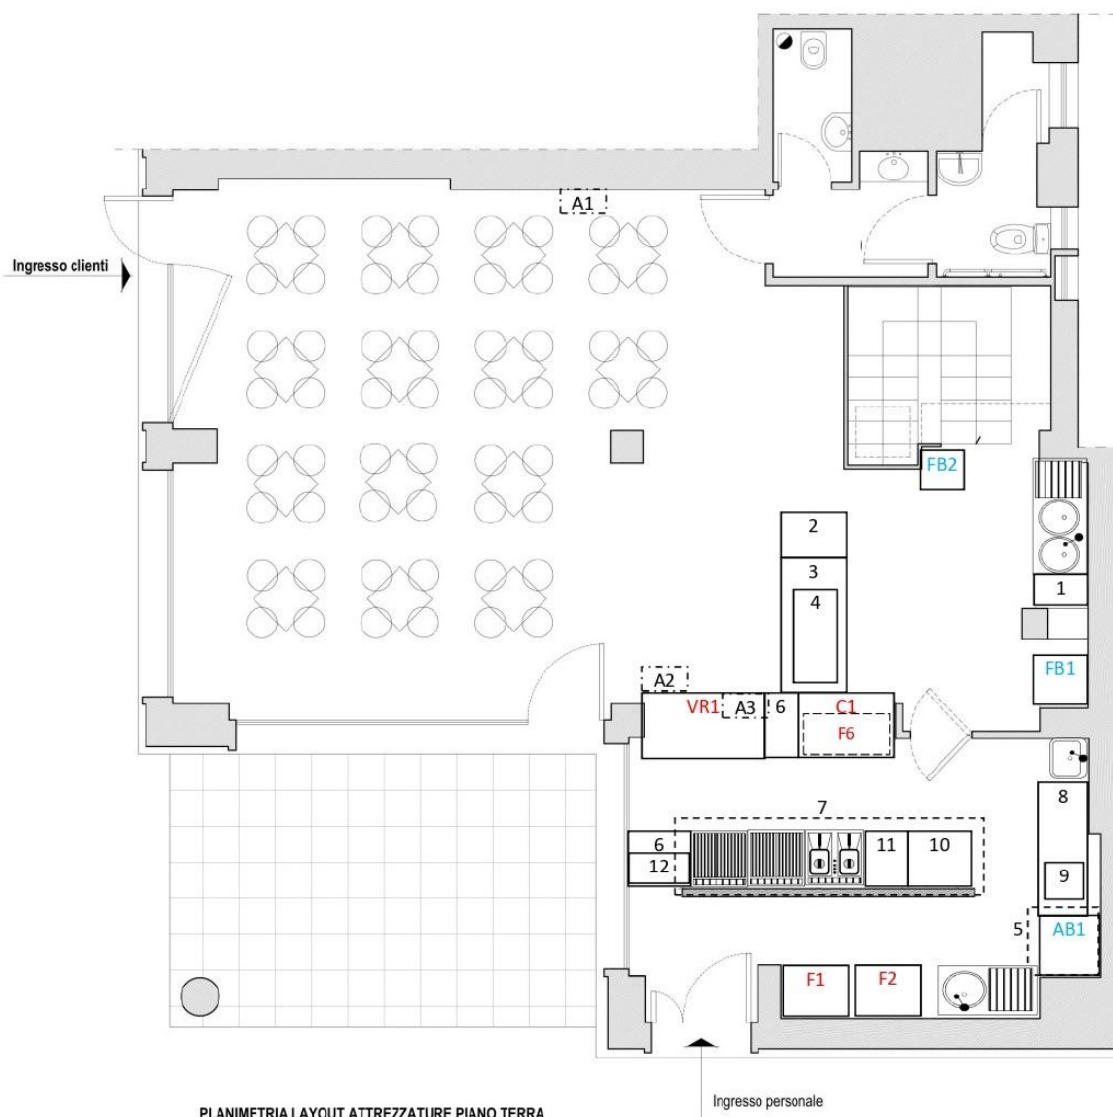 A1
Ingresso clienti
FB2
2
3
4
1
FB1
A2
VR1
A3
6
C1
F6
8
7
6
12
11
10
9
5
AB1
F1
F2
Ingresso personale
PLANIMETRIA LAYOUT ATTREZZATURE PIANO TERRA